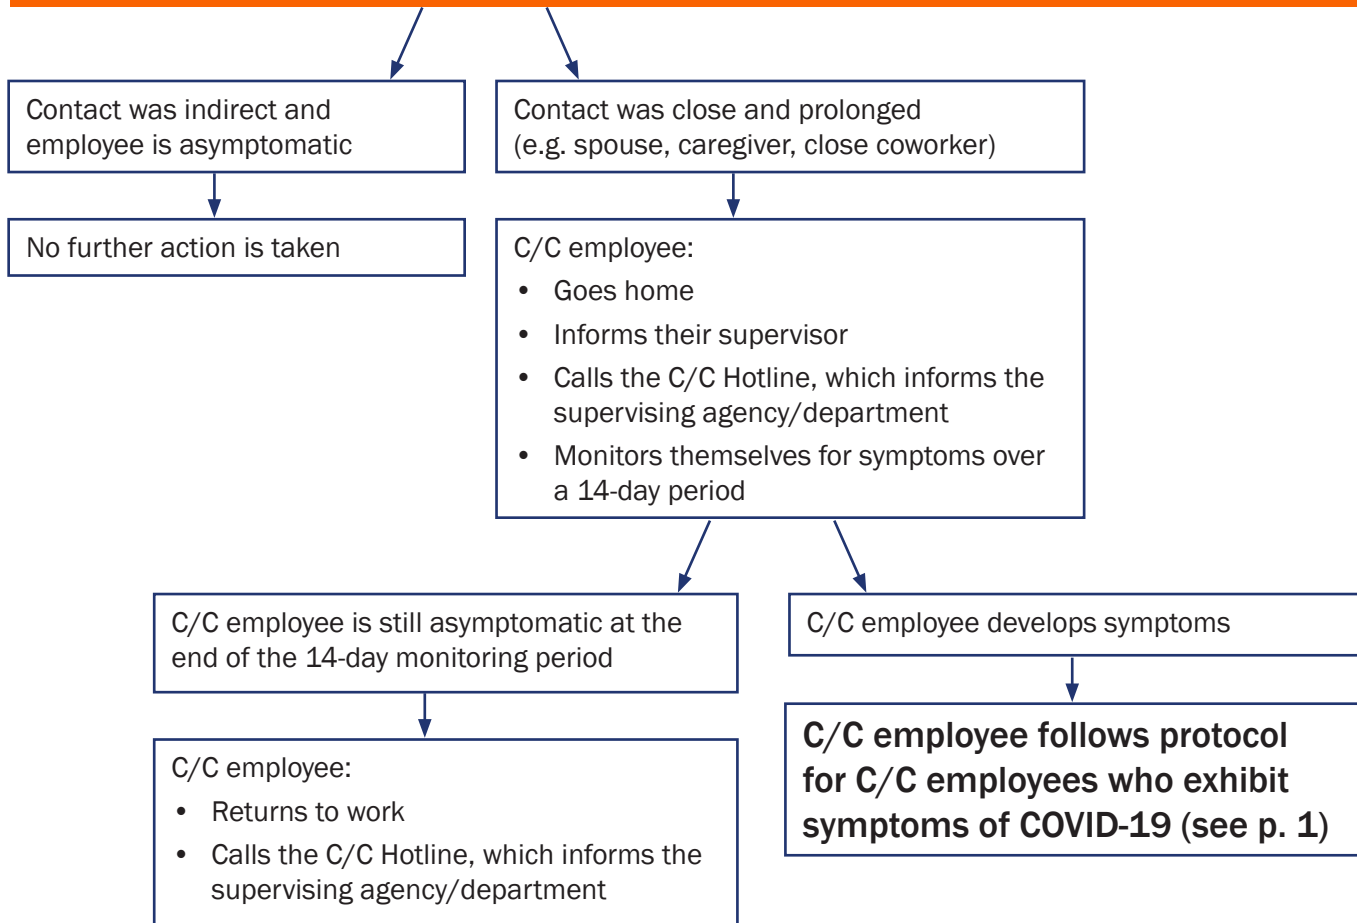 Contact was indirect and
employee is asymptomatic
No further action is taken
Contact was close and prolonged
(e.g. spouse, caregiver, close coworker)
C/C employee:
• Goes home
• Informs their supervisor
• Calls the C/C Hotline, which informs the
supervising agency/department
• Monitors themselves for symptoms over
a 14-day period
C/C employee is still asymptomatic at the
end of the 14-day monitoring period
C/C employee:
• Returns to work
• Calls the C/C Hotline, which informs the
supervising agency/department
C/C employee develops symptoms
C/C employee follows protocol
for C/C employees who exhibit
symptoms of COVID-19 (see p. 1)